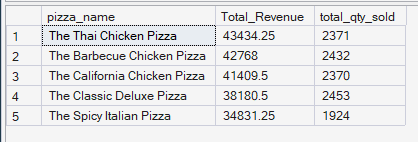 pizza_name Total_Revenue total_qty_sold
1 The Thai Chicken Pizza 43434.25 2371
2 The Barbecue Chicken Pizza 42768 2432
3 The California Chicken Pizza 41409.5 2370
4 The Classic Deluxe Pizza 38180.5 2453
5 The Spicy Italian Pizza 34831.25 1924